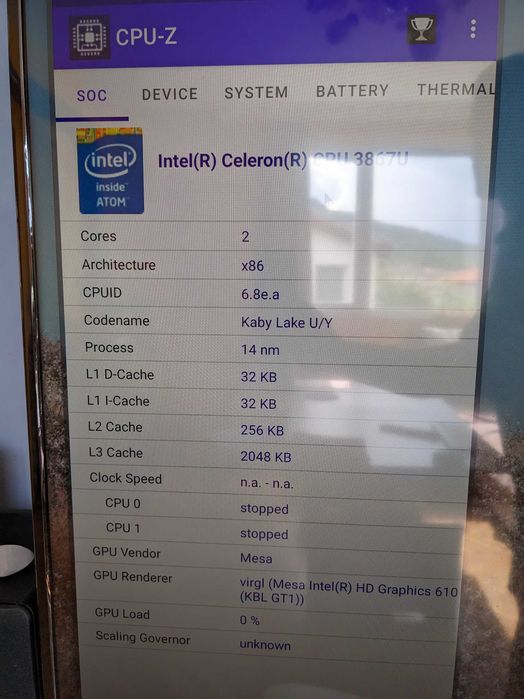 CPU-Z
SOC DEVICE SYSTEM BATTERY THERMAL
intel inside ATOM
Intel(R) Celeron(R) CPU 3867U
Cores 2
Architecture x86
CPUID 6.8e.a
Codename Kaby Lake U/Y
Process 14 nm
L1 D-Cache 32 KB
L1 I-Cache 32 KB
L2 Cache 256 KB
L3 Cache 2048 KB
Clock Speed n.a. - n.a.
CPU 0 stopped
CPU 1 stopped
GPU Vendor Mesa
GPU Renderer virgl (Mesa Intel(R) HD Graphics 610
(KBL GT1))
GPU Load 0 %
Scaling Governor unknown